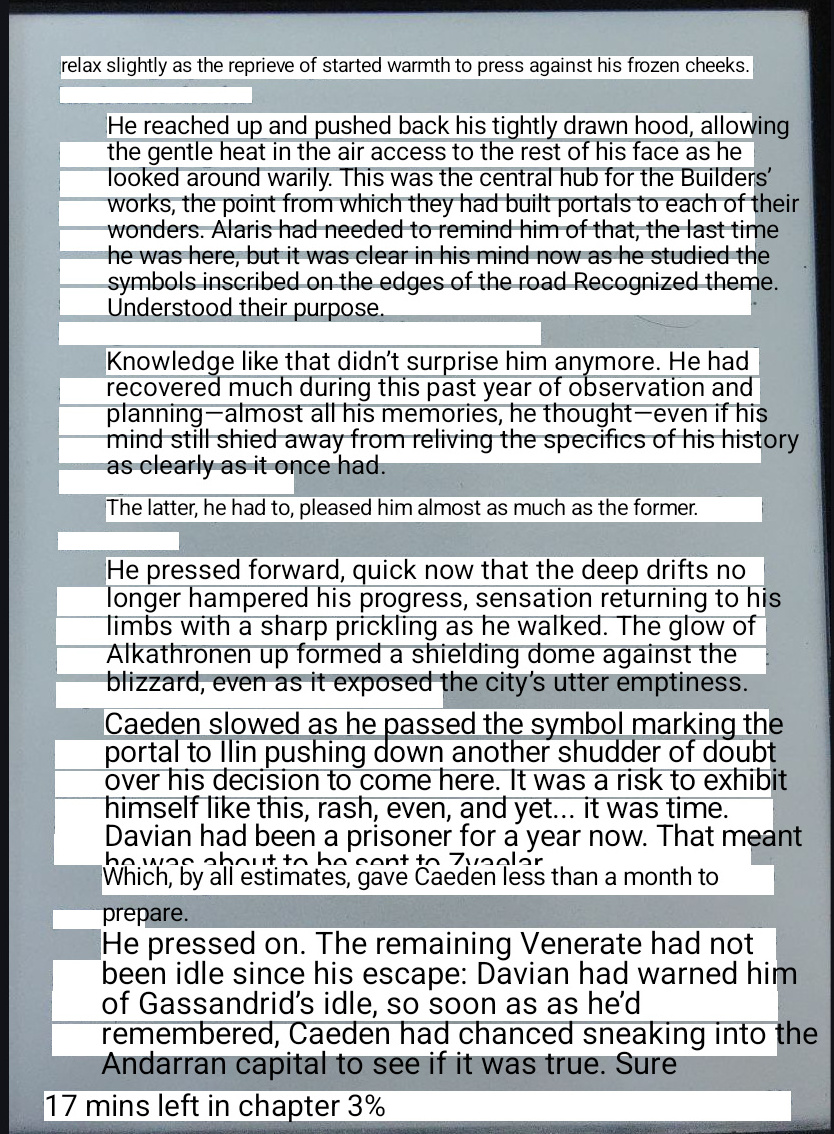 relax slightly as the reprieve of started warmth to press against his frozen cheeks.
He reached up and pushed back his tightly drawn hood, allowing
the gentle heat in the air access to the rest of his face as he
looked around warily. This was the central hub for the Builders’
works, the point from which they had built portals to each of their
wonders. Alaris had needed to remind him of that, the last time
he was here, but it was clear in his mind now as he studied the
symbols inscribed on the edges of the road Recognized theme.
Understood their purpose.
Knowledge like that didn’t surprise him anymore. He had
recovered much during this past year of observation and
planning—almost all his memories, he thought—even if his
mind still shied away from reliving the specifics of his history
as clearly as it once had.
The latter, he had to, pleased him almost as much as the former.
He pressed forward, quick now that the deep drifts no
longer hampered his progress, sensation returning to his
limbs with a sharp prickling as he walked. The glow of
Alkathronen up formed a shielding dome against the
blizzard, even as it exposed the city’s utter emptiness.
Caeden slowed as he passed the symbol marking the
portal to Ilin pushing down another shudder of doubt
over his decision to come here. It was a risk to exhibit
himself like this, rash, even, and yet... it was time.
Davian had been a prisoner for a year now. That meant
he was about to be sent to Zvaelar
Which, by all estimates, gave Caeden less than a month to
prepare.
He pressed on. The remaining Venerate had not
been idle since his escape: Davian had warned him
of Gassandrid’s idle, so soon as as he’d
remembered, Caeden had chanced sneaking into the
Andarran capital to see if it was true. Sure
17 mins left in chapter 3%